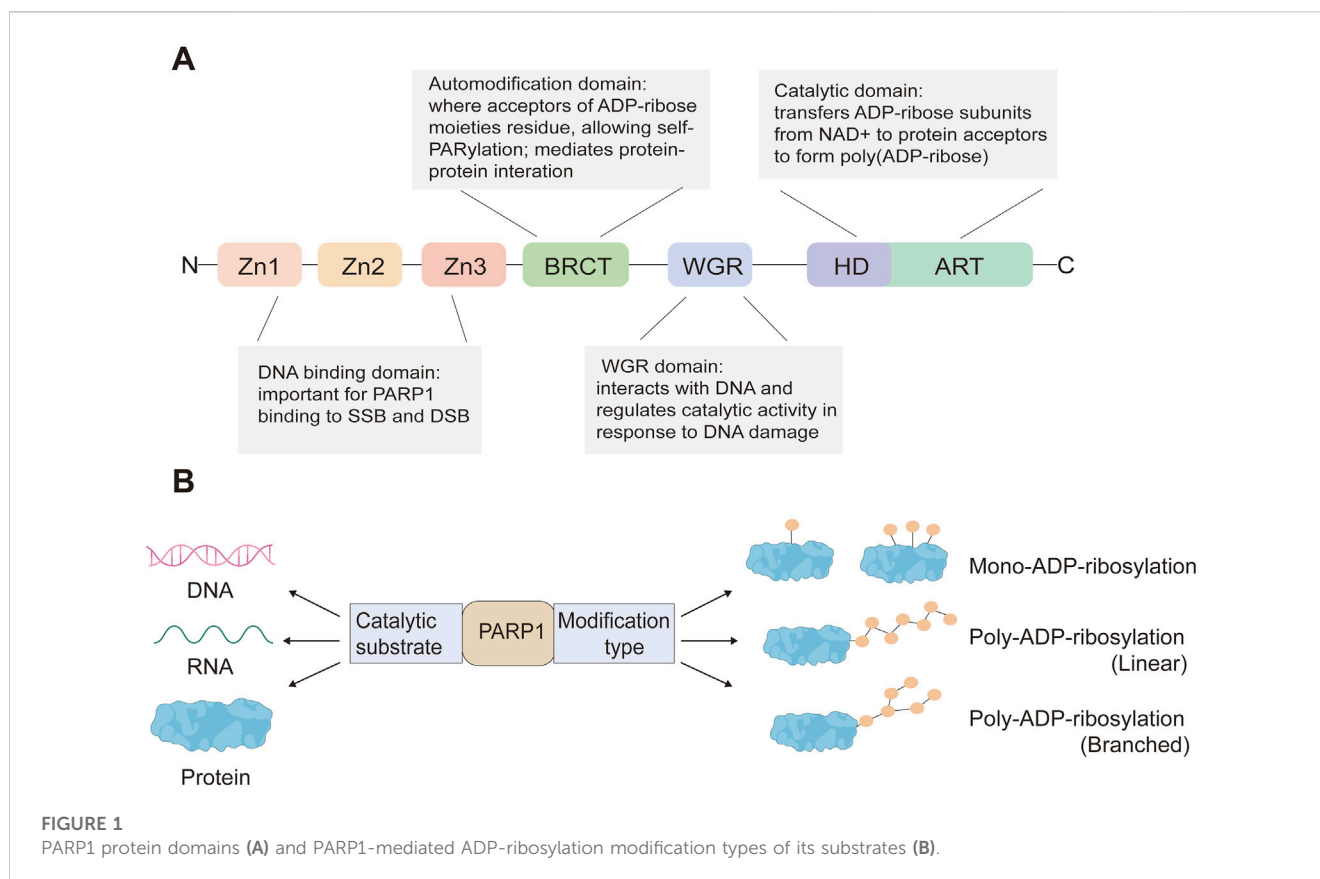 A
Automodification domain:
where acceptors of ADP-ribose
moieties residue, allowing self-
PARylation; mediates protein-
protein interation
Catalytic domain:
transfers ADP-ribose subunits
from NAD+ to protein acceptors
to form poly(ADP-ribose)
N Zn1 Zn2 Zn3 BRCT WGR HD ART C
DNA binding domain:
important for PARP1
binding to SSB and DSB
WGR domain:
interacts with DNA and
regulates catalytic activity in
response to DNA damage
B
DNA
RNA
Protein
Catalytic
substrate
PARP1
Modification
type
Mono-ADP-ribosylation
Poly-ADP-ribosylation
(Linear)
Poly-ADP-ribosylation
(Branched)
FIGURE 1
PARP1 protein domains (A) and PARP1-mediated ADP-ribosylation modification types of its substrates (B).